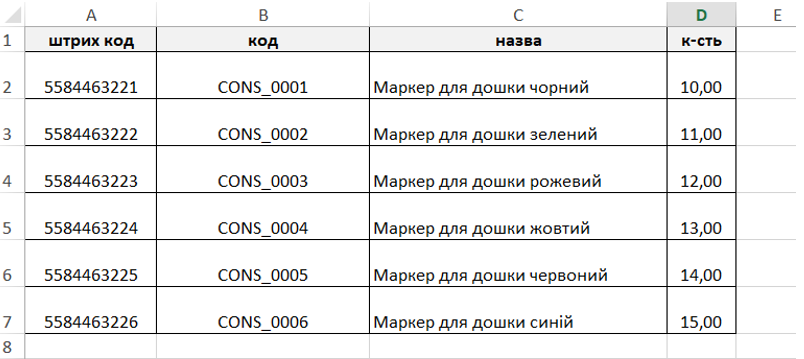 A B C D E
1 штрих код код назва к-сть
2 5584463221 CONS_0001 Маркер для дошки чорний 10,00
3 5584463222 CONS_0002 Маркер для дошки зелений 11,00
4 5584463223 CONS_0003 Маркер для дошки рожевий 12,00
5 5584463224 CONS_0004 Маркер для дошки жовтий 13,00
6 5584463225 CONS_0005 Маркер для дошки червоний 14,00
7 5584463226 CONS_0006 Маркер для дошки синій 15,00
8